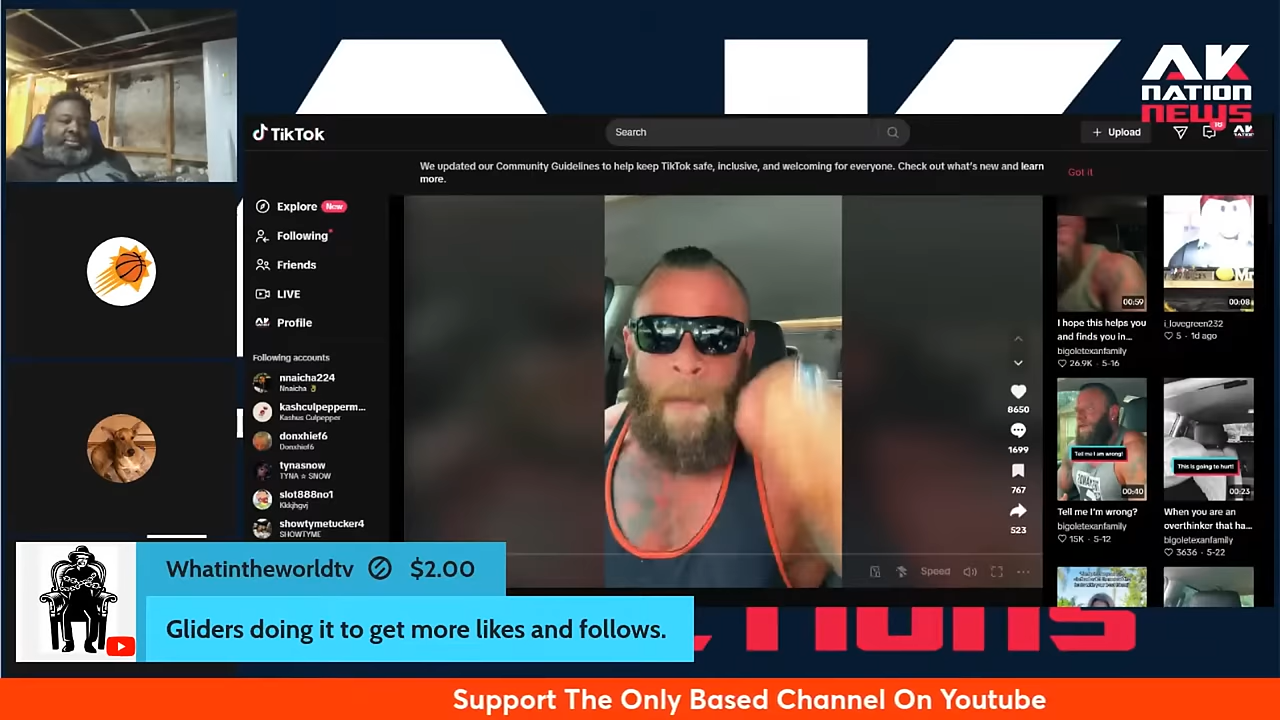 AK
NATION
NEWS
TikTok
Search
Upload
We updated our Community Guidelines to help keep TikTok safe, inclusive, and welcoming for everyone. Check out what's new and learn
more.
Got it
Explore New
Following
Friends
LIVE
Profile
Following accounts
nnaicha224
Nnaicha
kashculpepperm...
Kashus Culpepper
donxhief6
Donxhief6
tynasnow
TYNA ☆ SNOW
slot888no1
Kkkjhgvj
showtymetucker4
SHOWTYME
8650
1699
767
523
Speed
00:59
I hope this helps you
and finds you in...
bigoletexanfamily
26.9K · 5-16
00:08
i_lovegreen232
5 · 1d ago
Tell me I am wrong!
00:40
Tell me I'm wrong?
bigoletexanfamily
15K · 5-12
This is going to hurt!
00:23
When you are an
overthinker that ha...
bigoletexanfamily
3636 · 5-22
Whatintheworldtv $2.00
Gliders doing it to get more likes and follows.
Support The Only Based Channel On Youtube